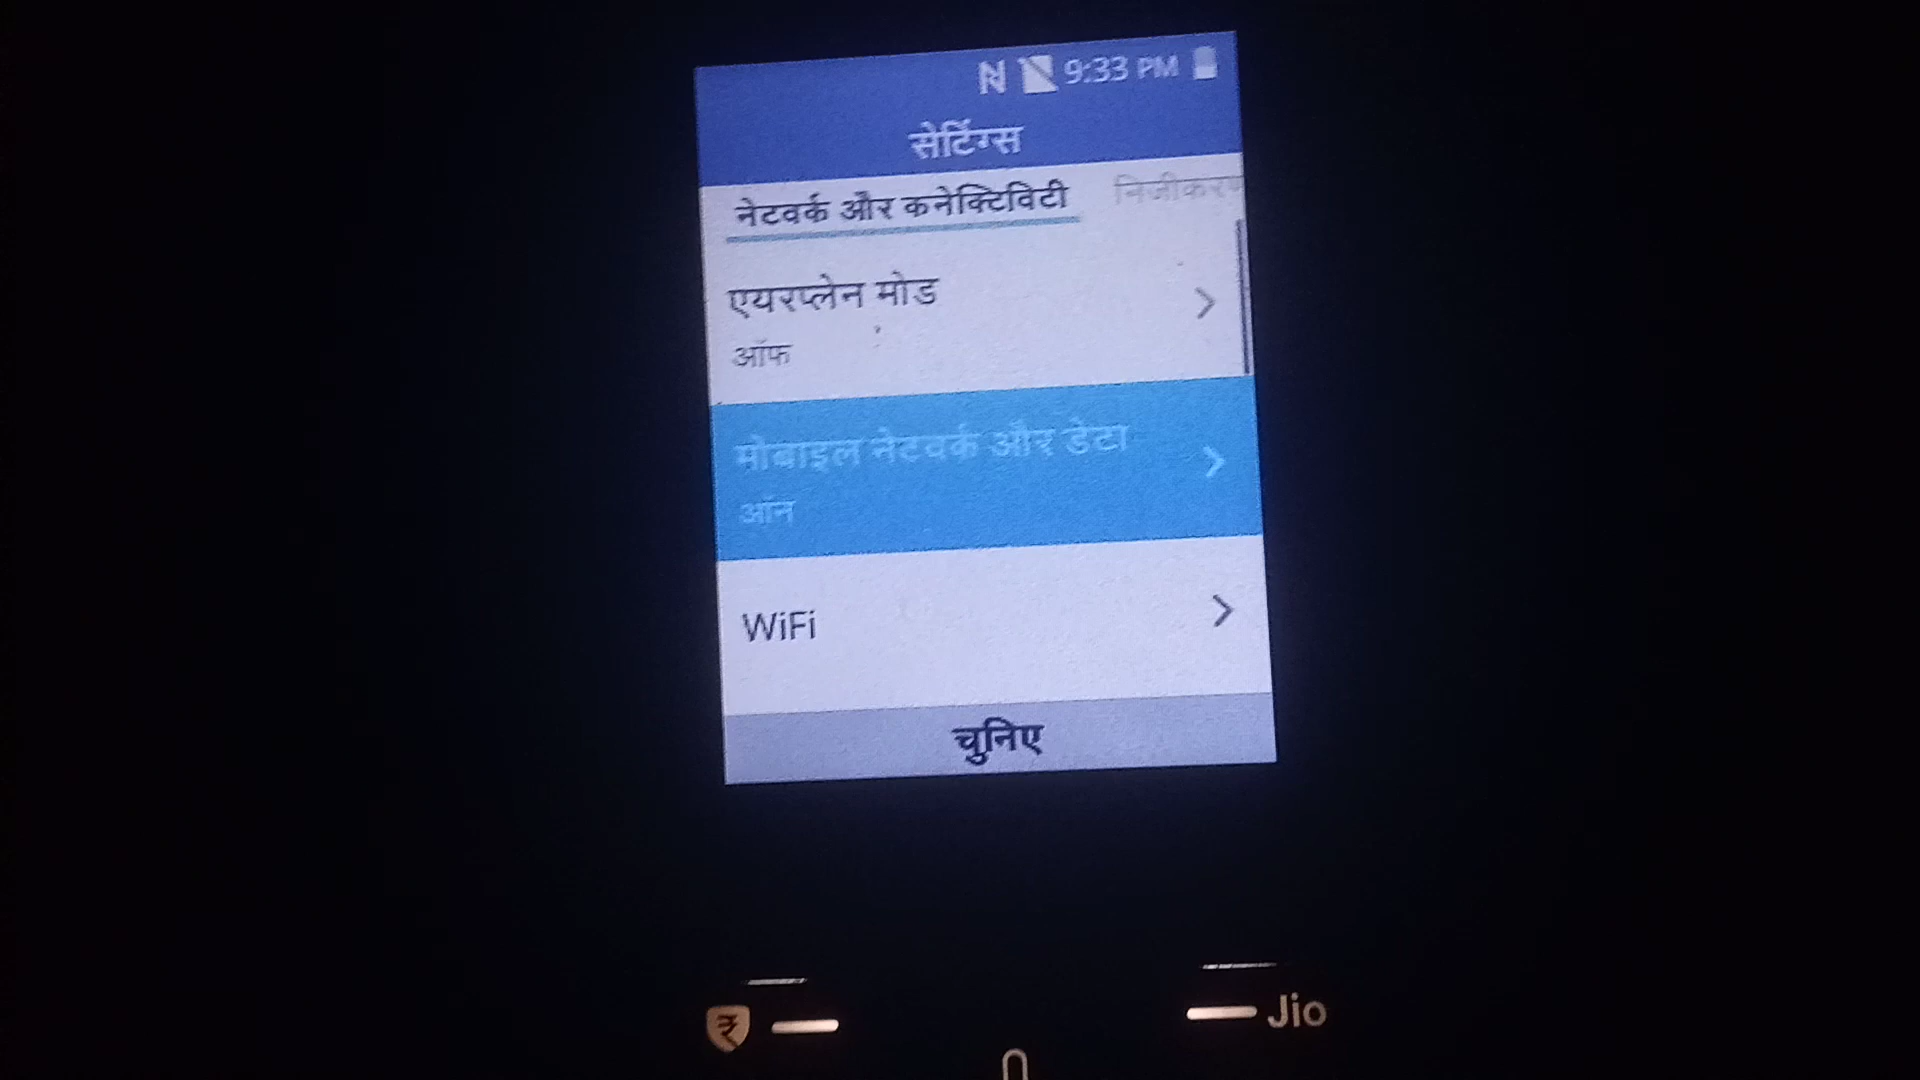 9:33 PM
सेटिंग्स
नेटवर्क और कनेक्टिविटी निजीकरण
एयरप्लेन मोड
ऑफ
मोबाइल नेटवर्क और डेटा
ऑन
WiFi
चुनिए
₹ Jio